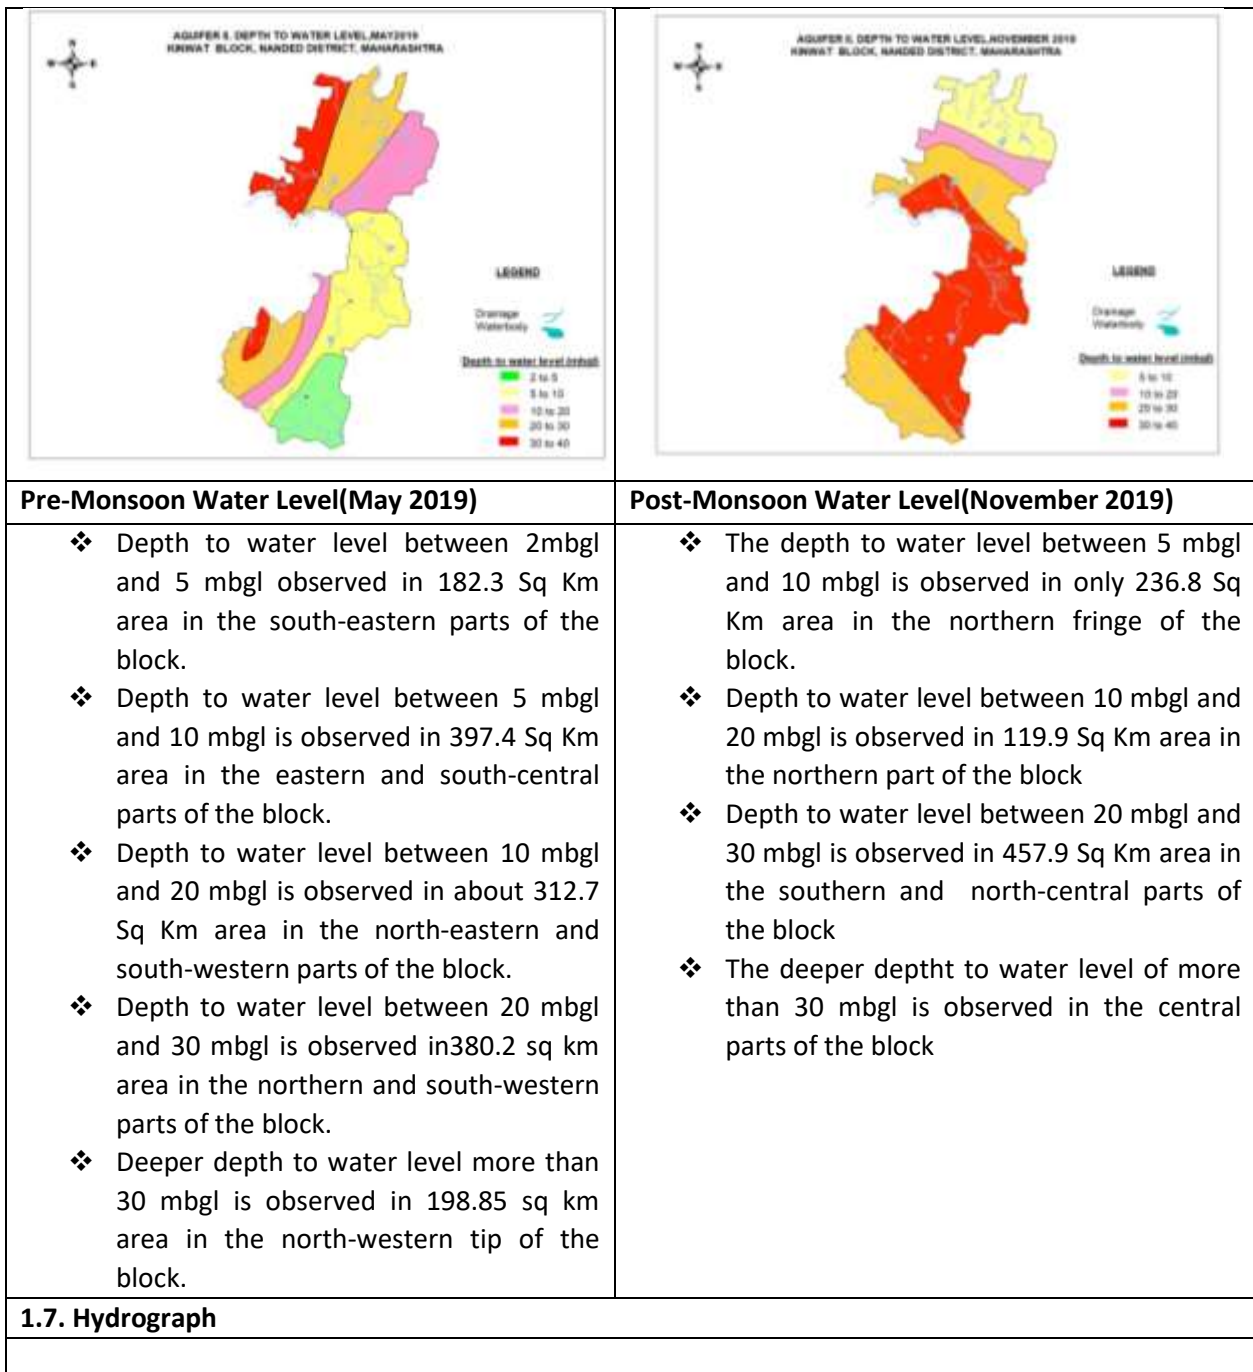 AQUIFER II, DEPTH TO WATER LEVEL,MAY2019
KINWAT BLOCK, NANDED DISTRICT, MAHARASHTRA
N
W
E
S
LEGEND
Drainage
Waterbody
Depth to water level (mbgl)
2 to 5
5 to 10
10 to 20
20 to 30
30 to 40
AQUIFER II, DEPTH TO WATER LEVEL,NOVEMBER 2019
KINWAT BLOCK, NANDED DISTRICT, MAHARASHTRA
N
W
E
S
LEGEND
Drainage
Waterbody
Depth to water level (mbgl)
5 to 10
10 to 20
20 to 30
30 to 40
Pre-Monsoon Water Level(May 2019)
❖ Depth to water level between 2mbgl
and 5 mbgl observed in 182.3 Sq Km
area in the south-eastern parts of the
block.
❖ Depth to water level between 5 mbgl
and 10 mbgl is observed in 397.4 Sq Km
area in the eastern and south-central
parts of the block.
❖ Depth to water level between 10 mbgl
and 20 mbgl is observed in about 312.7
Sq Km area in the north-eastern and
south-western parts of the block.
❖ Depth to water level between 20 mbgl
and 30 mbgl is observed in380.2 sq km
area in the northern and south-western
parts of the block.
❖ Deeper depth to water level more than
30 mbgl is observed in 198.85 sq km
area in the north-western tip of the
block.
Post-Monsoon Water Level(November 2019)
❖ The depth to water level between 5 mbgl
and 10 mbgl is observed in only 236.8 Sq
Km area in the northern fringe of the
block.
❖ Depth to water level between 10 mbgl and
20 mbgl is observed in 119.9 Sq Km area in
the northern part of the block
❖ Depth to water level between 20 mbgl and
30 mbgl is observed in 457.9 Sq Km area in
the southern and north-central parts of
the block
❖ The deeper deptht to water level of more
than 30 mbgl is observed in the central
parts of the block
1.7. Hydrograph